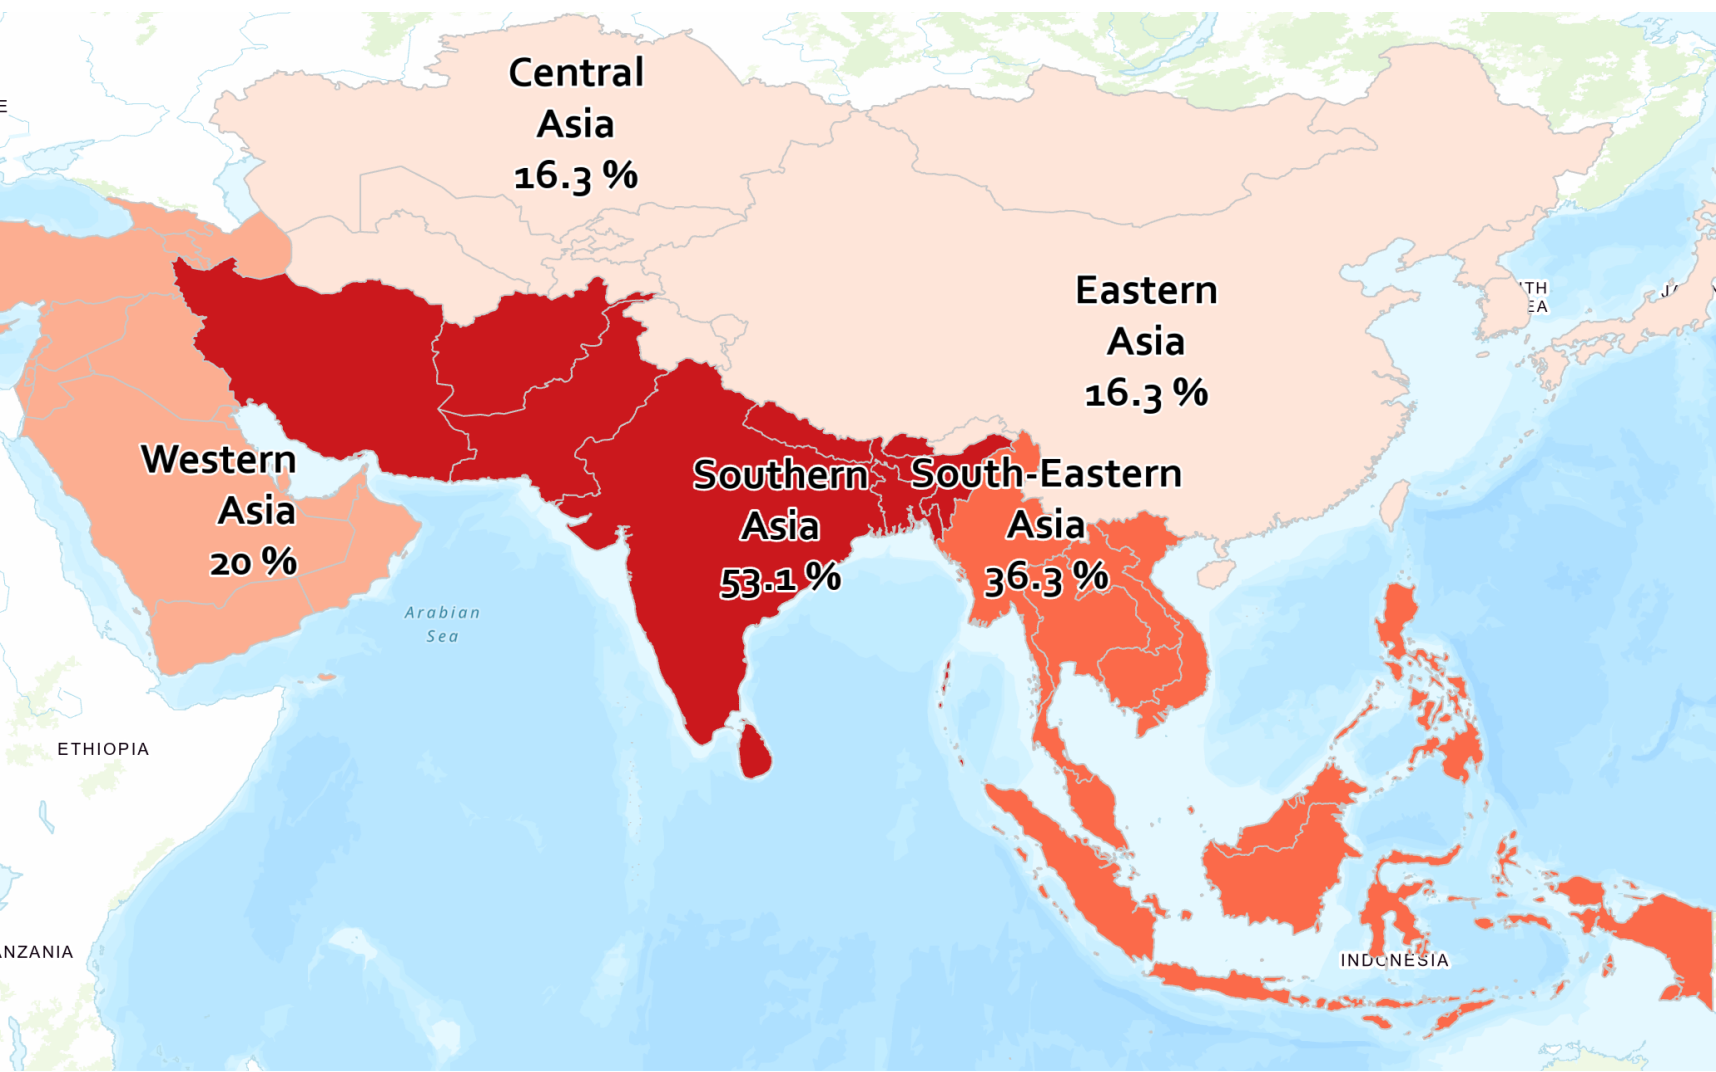 Central
Asia
16.3 %
Eastern
Asia
16.3 %
Western
Asia
20 %
Southern
Asia
53.1 %
South-Eastern
Asia
36.3 %
Arabian
Sea
ETHIOPIA
INDONESIA